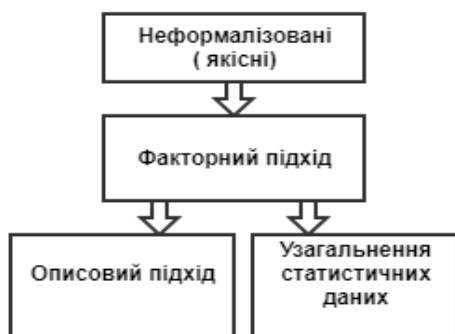 Неформалізовані
( якісні)
Факторний підхід
Описовий підхід
Узагальнення
статистичних
даних